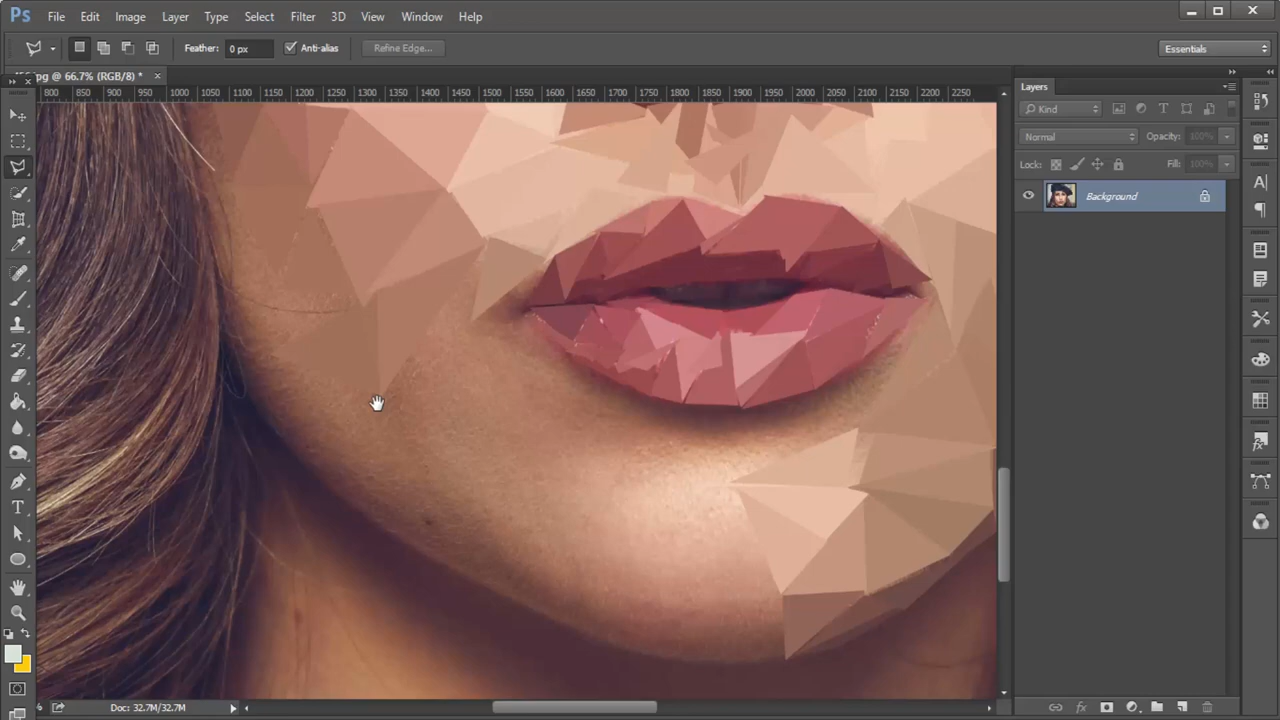 Ps File Edit Image Layer Type Select Filter 3D View Window Help
Feather: 0 px Anti-alias Refine Edge... Essentials
.jpg @ 66.7% (RGB/8) * ×
800 850 900 950 1000 1050 1100 1150 1200 1250 1300 1350 1400 1450 1500 1550 1600 1650 1700 1750 1800 1850 1900 1950 2000 2050 2100 2150 2200 2250
Layers
Kind
Normal Opacity: 100%
Lock: Fill: 100%
Background
% Doc: 32.7M/32.7M